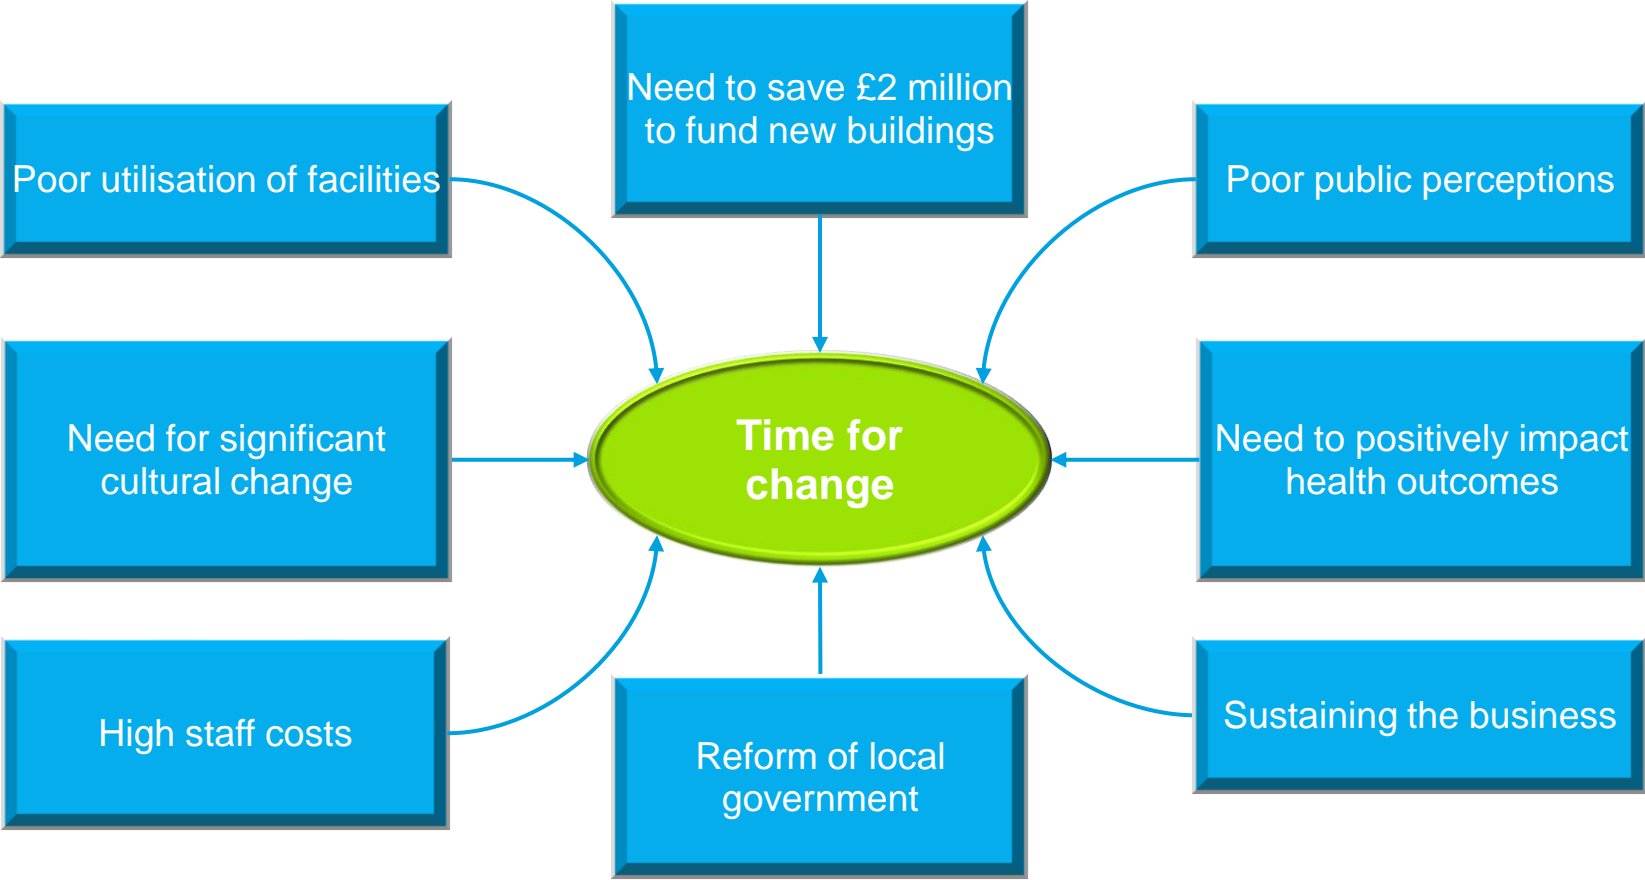 Need to save £2 million
to fund new buildings
Poor utilisation of facilities
Poor public perceptions
Need for significant
cultural change
Time for
change
Need to positively impact
health outcomes
High staff costs
Reform of local
government
Sustaining the business